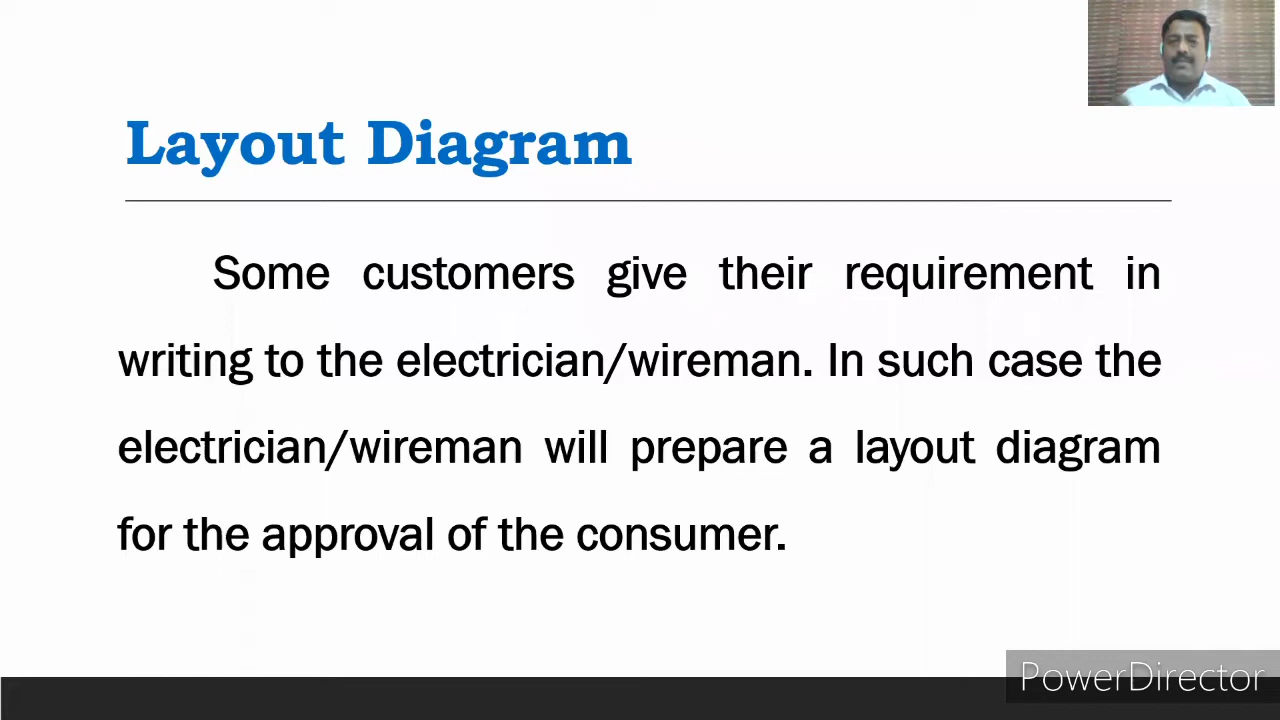 Layout Diagram
Some customers give their requirement in
writing to the electrician/wireman. In such case the
electrician/wireman will prepare a layout diagram
for the approval of the consumer.
PowerDirector